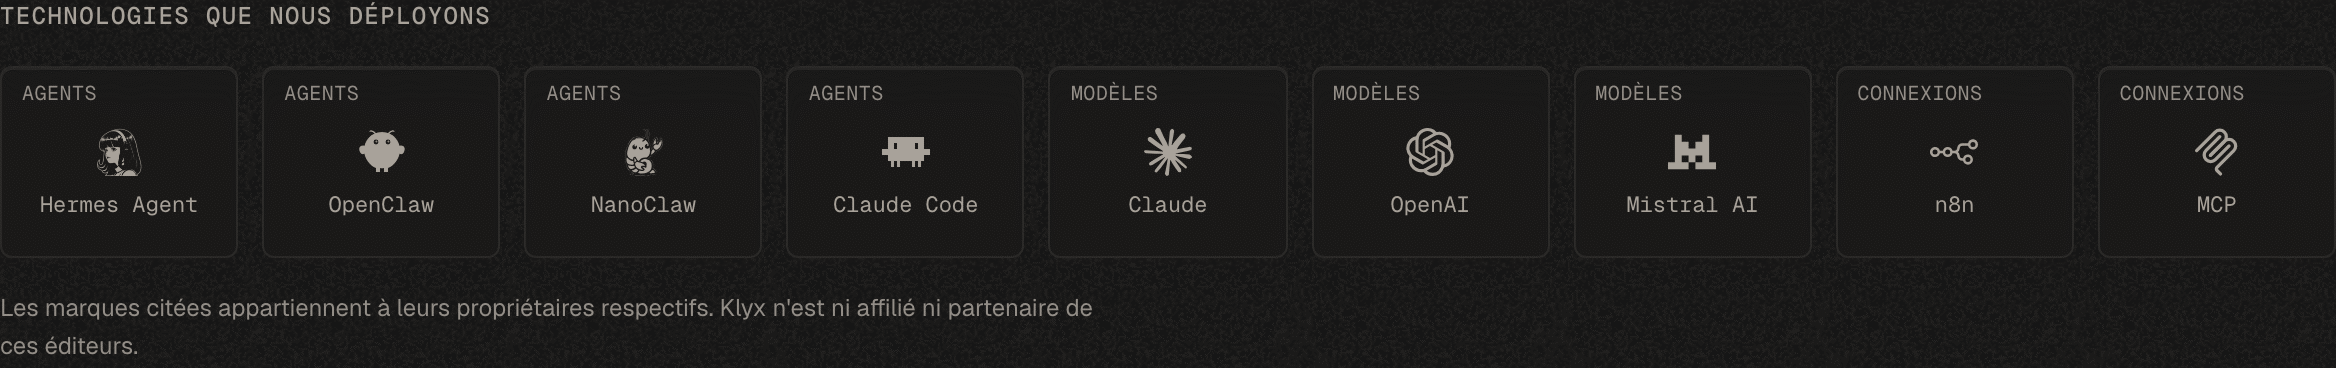 TECHNOLOGIES QUE NOUS DÉPLOYONS
AGENTS
Hermes Agent
AGENTS
OpenClaw
AGENTS
NanoClaw
AGENTS
Claude Code
MODÈLES
Claude
MODÈLES
OpenAI
MODÈLES
Mistral AI
CONNEXIONS
n8n
CONNEXIONS
MCP
Les marques citées appartiennent à leurs propriétaires respectifs. Klyx n'est ni affilié ni partenaire de
ces éditeurs.